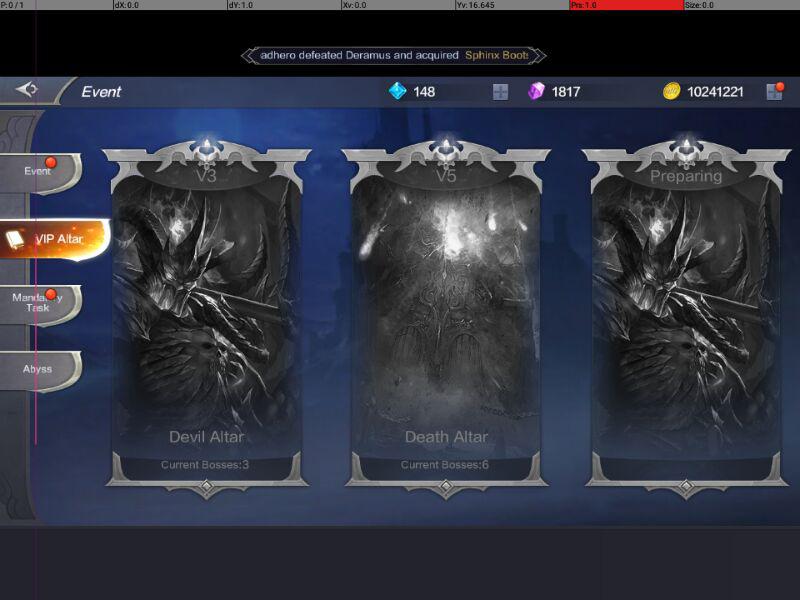 P: 0 / 1
dX: 0.0
dY: 1.0
Xv: 0.0
Yv: 16.645
Prs: 1.0
Size: 0.0
adhero defeated Deramus and acquired Sphinx Boots
Event
148
1817
10241221
Event
VIP Altar
Mandatory
Task
Abyss
V3
Devil Altar
Current Bosses:3
V5
Death Altar
Current Bosses:6
Preparing